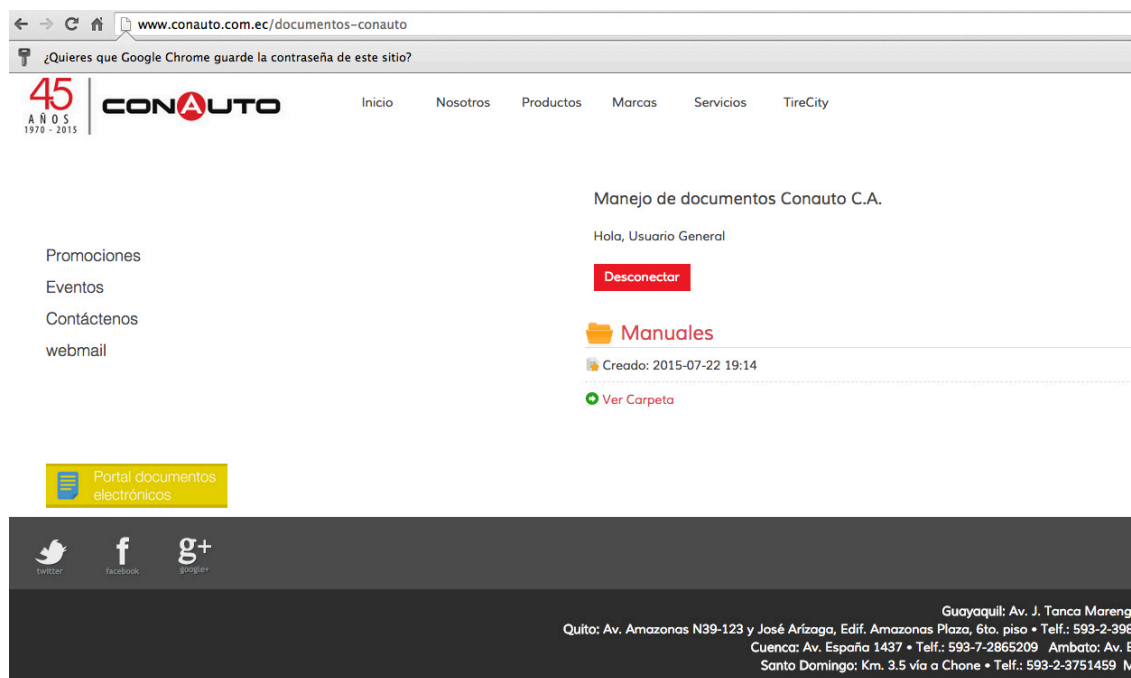 www.conauto.com.ec/documentos-conauto
¿Quieres que Google Chrome guarde la contraseña de este sitio?
45
AÑOS
1970 - 2015
CONAUTO
Inicio Nosotros Productos Marcas Servicios TireCity
Manejo de documentos Conauto C.A.
Hola, Usuario General
Desconectar
Promociones
Eventos
Contáctenos
webmail
Manuales
Creado: 2015-07-22 19:14
Ver Carpeta
Portal documentos
electrónicos
twitter facebook google+
Guayaquil: Av. J. Tanca Mareng
Quito: Av. Amazonas N39-123 y José Arízaga, Edif. Amazonas Plaza, 6to. piso • Telf.: 593-2-398
Cuenca: Av. España 1437 • Telf.: 593-7-2865209 Ambato: Av. E
Santo Domingo: Km. 3.5 vía a Chone • Telf.: 593-2-3751459 M